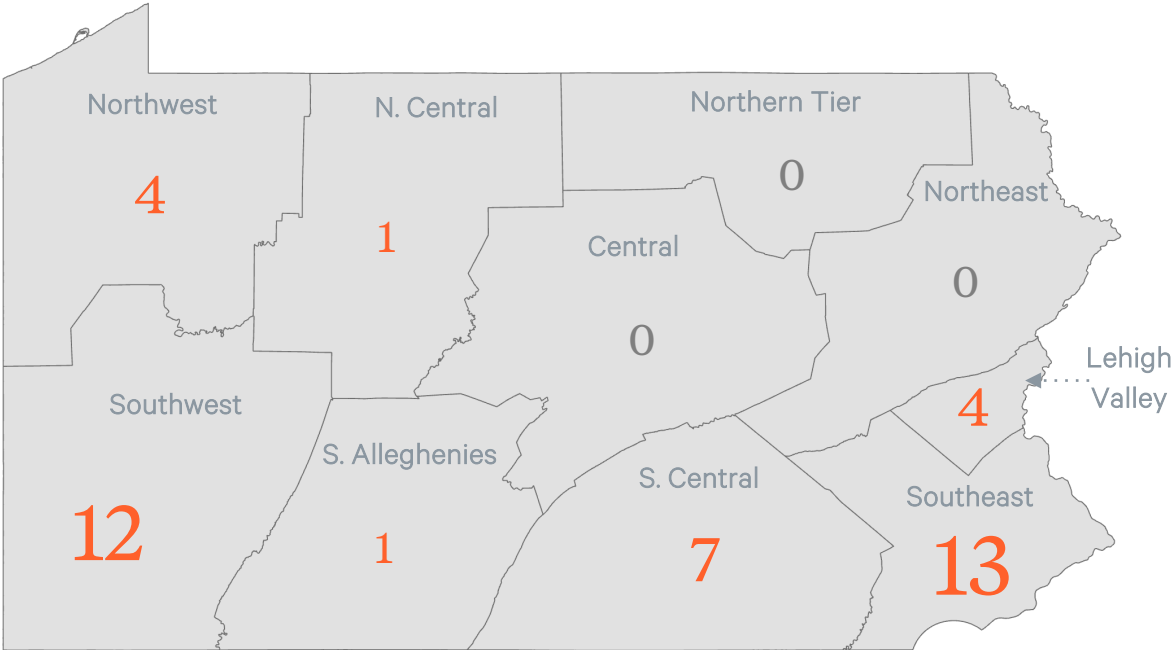 Northwest
4
N. Central
1
Northern Tier
0
Northeast
0
Central
0
Lehigh
Valley
4
Southwest
12
S. Alleghenies
1
S. Central
7
Southeast
13